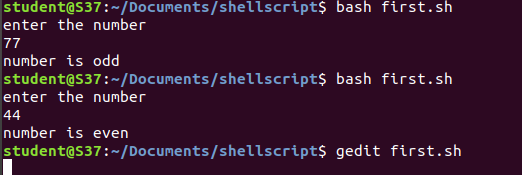 student@S37:~/Documents/shellscript$ bash first.sh
enter the number
77
number is odd
student@S37:~/Documents/shellscript$ bash first.sh
enter the number
44
number is even
student@S37:~/Documents/shellscript$ gedit first.sh